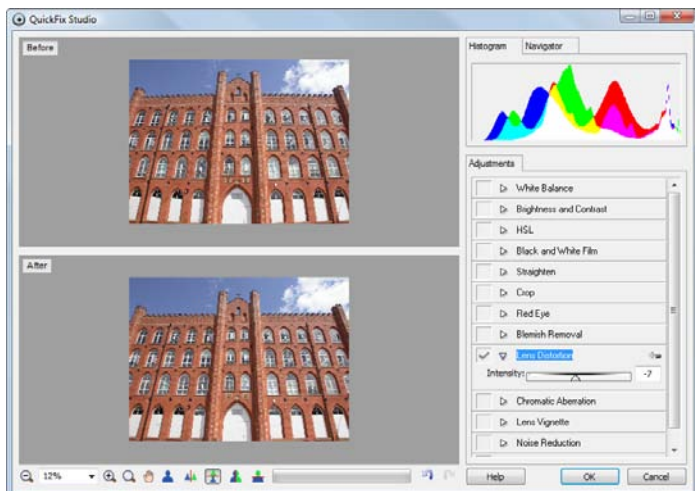 QuickFix Studio
Before
Histogram
Navigator
Adjustments
White Balance
Brightness and Contrast
HSL
Black and White Film
Straighten
Crop
Red Eye
Blemish Removal
Lens Distortion
Intensity: -7
Chromatic Aberration
Lens Vignette
Noise Reduction
After
12%
Help
OK
Cancel